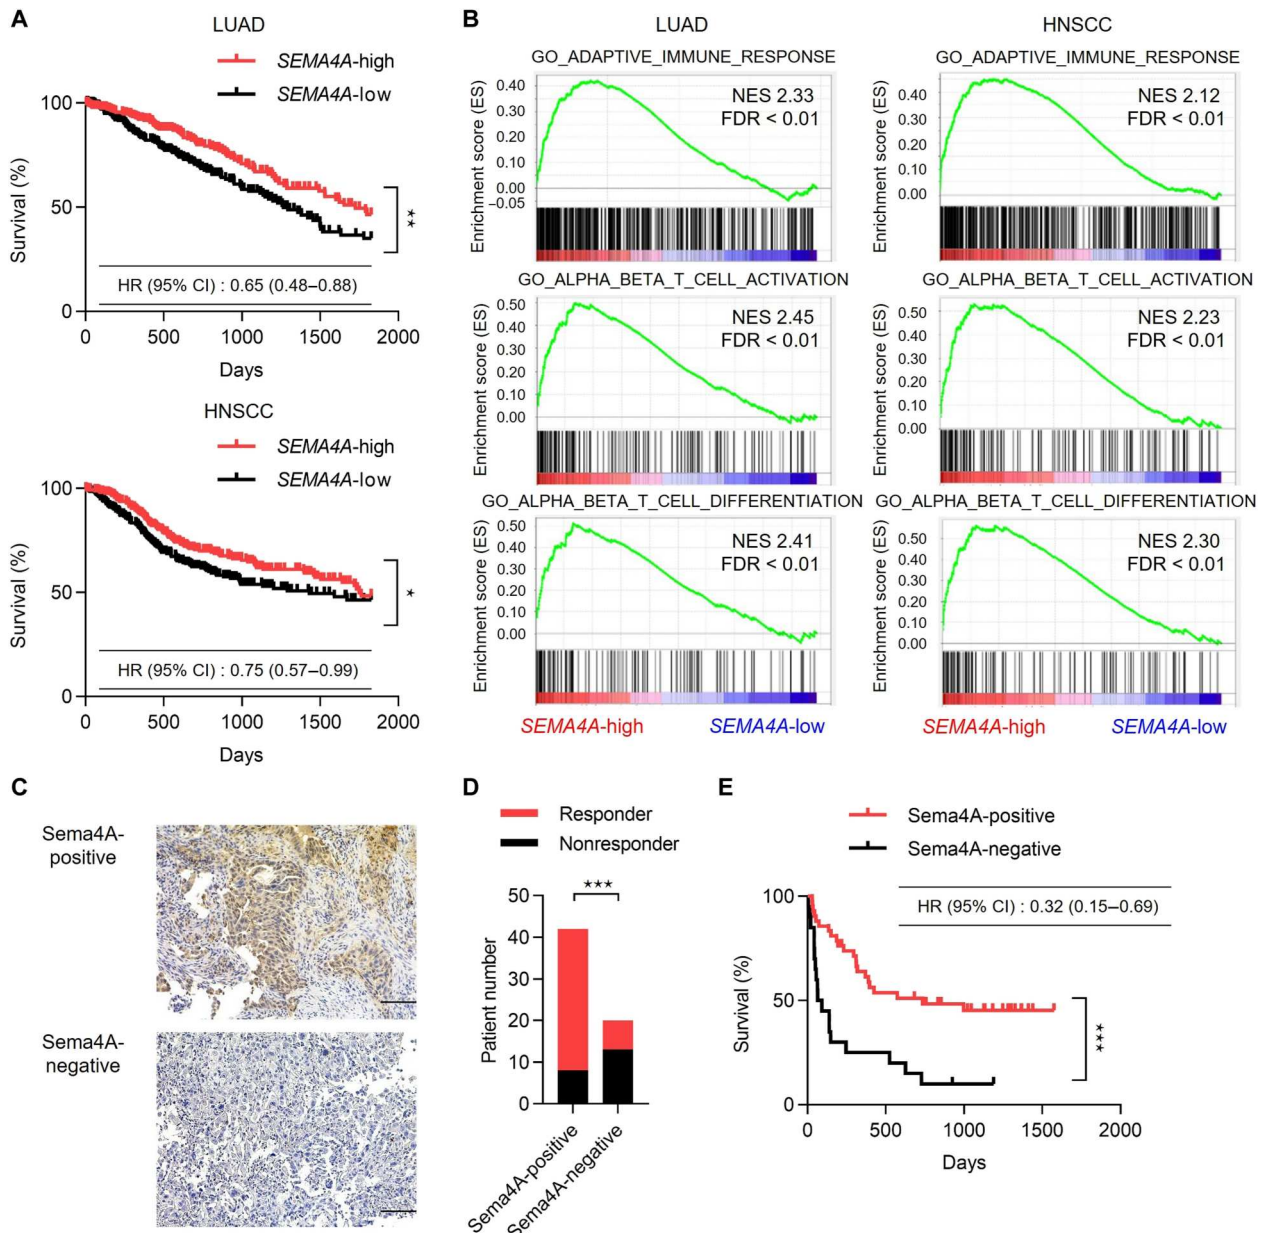 A
LUAD
SEMA4A-high
SEMA4A-low
100
50
0
Survival (%)
★★
HR (95% CI) : 0.65 (0.48–0.88)
0 500 1000 1500 2000
Days
HNSCC
SEMA4A-high
SEMA4A-low
100
50
0
Survival (%)
★
HR (95% CI) : 0.75 (0.57–0.99)
0 500 1000 1500 2000
Days
B
LUAD
GO_ADAPTIVE_IMMUNE_RESPONSE
Enrichment score (ES)
0.40
0.30
0.20
0.10
0.00
−0.05
NES 2.33
FDR < 0.01
GO_ALPHA_BETA_T_CELL_ACTIVATION
Enrichment score (ES)
0.50
0.40
0.30
0.20
0.10
0.00
NES 2.45
FDR < 0.01
GO_ALPHA_BETA_T_CELL_DIFFERENTIATION
Enrichment score (ES)
0.50
0.40
0.30
0.20
0.10
0.00
NES 2.41
FDR < 0.01
SEMA4A-high SEMA4A-low
HNSCC
GO_ADAPTIVE_IMMUNE_RESPONSE
Enrichment score (ES)
0.40
0.30
0.20
0.10
0.00
NES 2.12
FDR < 0.01
GO_ALPHA_BETA_T_CELL_ACTIVATION
Enrichment score (ES)
0.50
0.40
0.30
0.20
0.10
0.00
NES 2.23
FDR < 0.01
GO_ALPHA_BETA_T_CELL_DIFFERENTIATION
Enrichment score (ES)
0.50
0.40
0.30
0.20
0.10
0.00
NES 2.30
FDR < 0.01
SEMA4A-high SEMA4A-low
C
Sema4A-
positive
Sema4A-
negative
D
Responder
Nonresponder
★★★
50
40
30
20
10
0
Patient number
Sema4A-positive
Sema4A-negative
E
Sema4A-positive
Sema4A-negative
HR (95% CI) : 0.32 (0.15–0.69)
100
50
0
Survival (%)
★★★
0 500 1000 1500 2000
Days